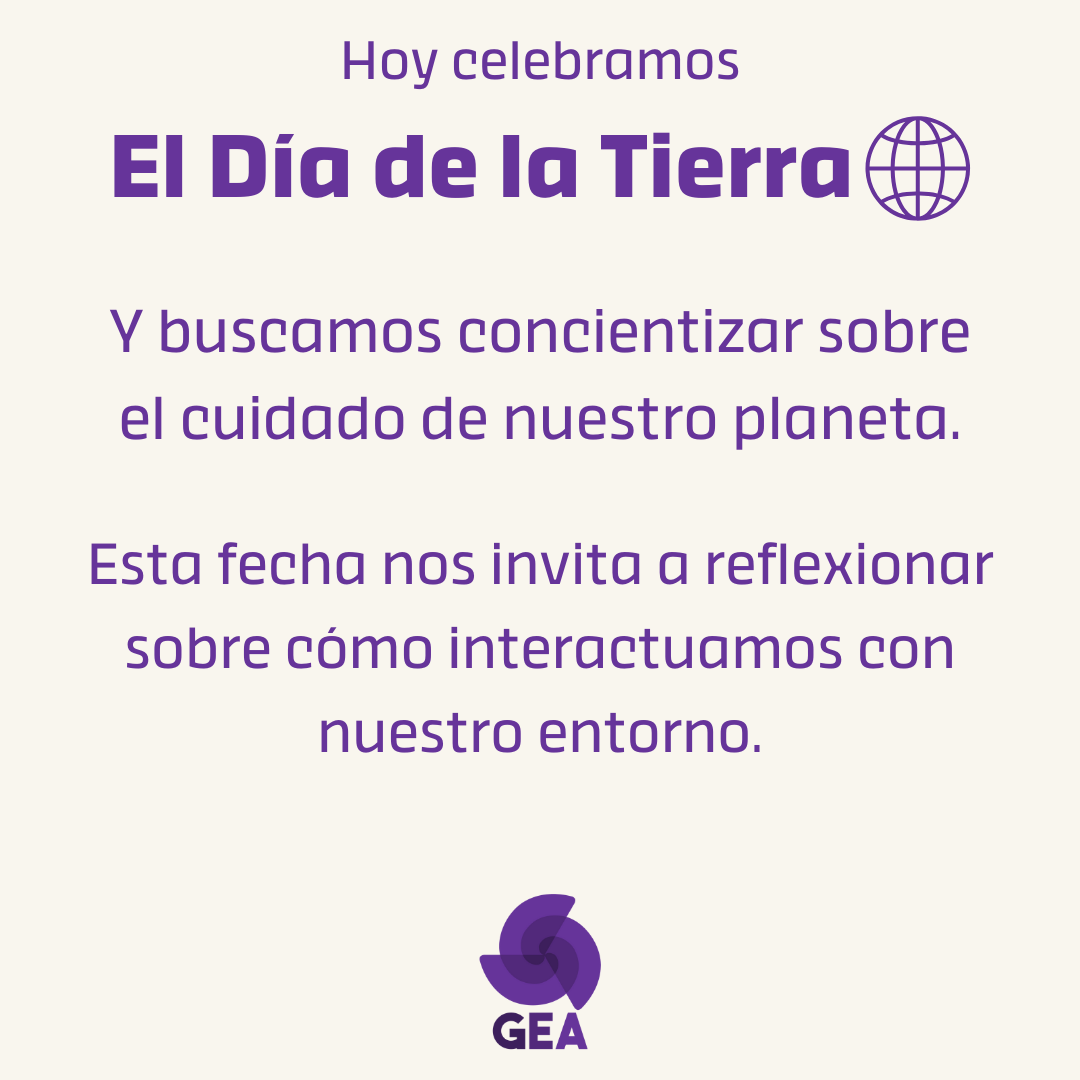 Hoy celebramos
El Día de la Tierra
Y buscamos concientizar sobre
el cuidado de nuestro planeta.
Esta fecha nos invita a reflexionar
sobre cómo interactuamos con
nuestro entorno.
GEA